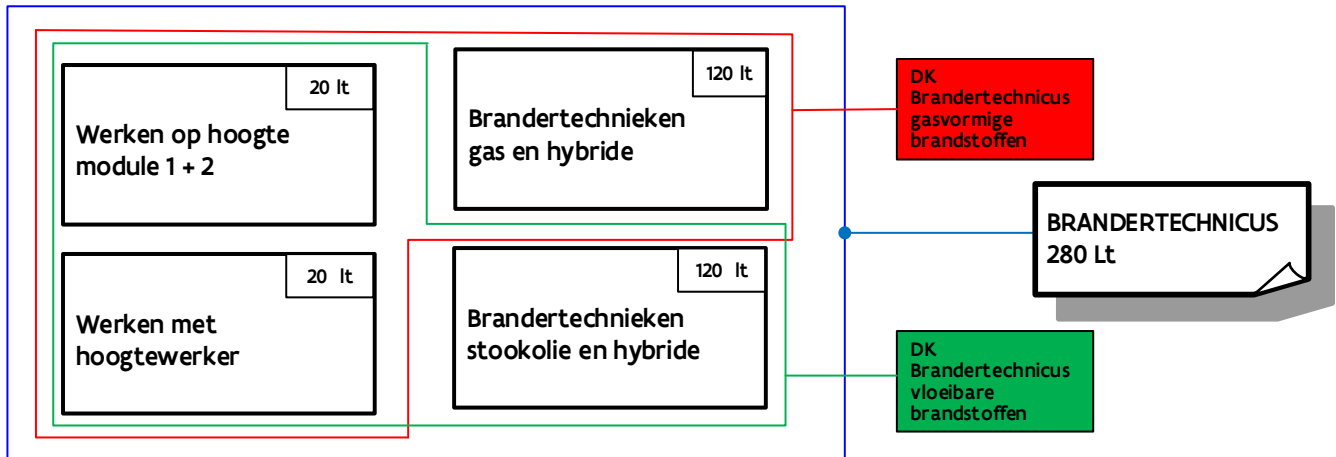 20 lt
Werken op hoogte
module 1 + 2
120 lt
Brandertechnieken
gas en hybride
DK
Brandertechnicus
gasvormige
brandstoffen
BRANDERTECHNICUS
280 Lt
20 lt
Werken met
hoogtewerker
120 lt
Brandertechnieken
stookolie en hybride
DK
Brandertechnicus
vloeibare
brandstoffen